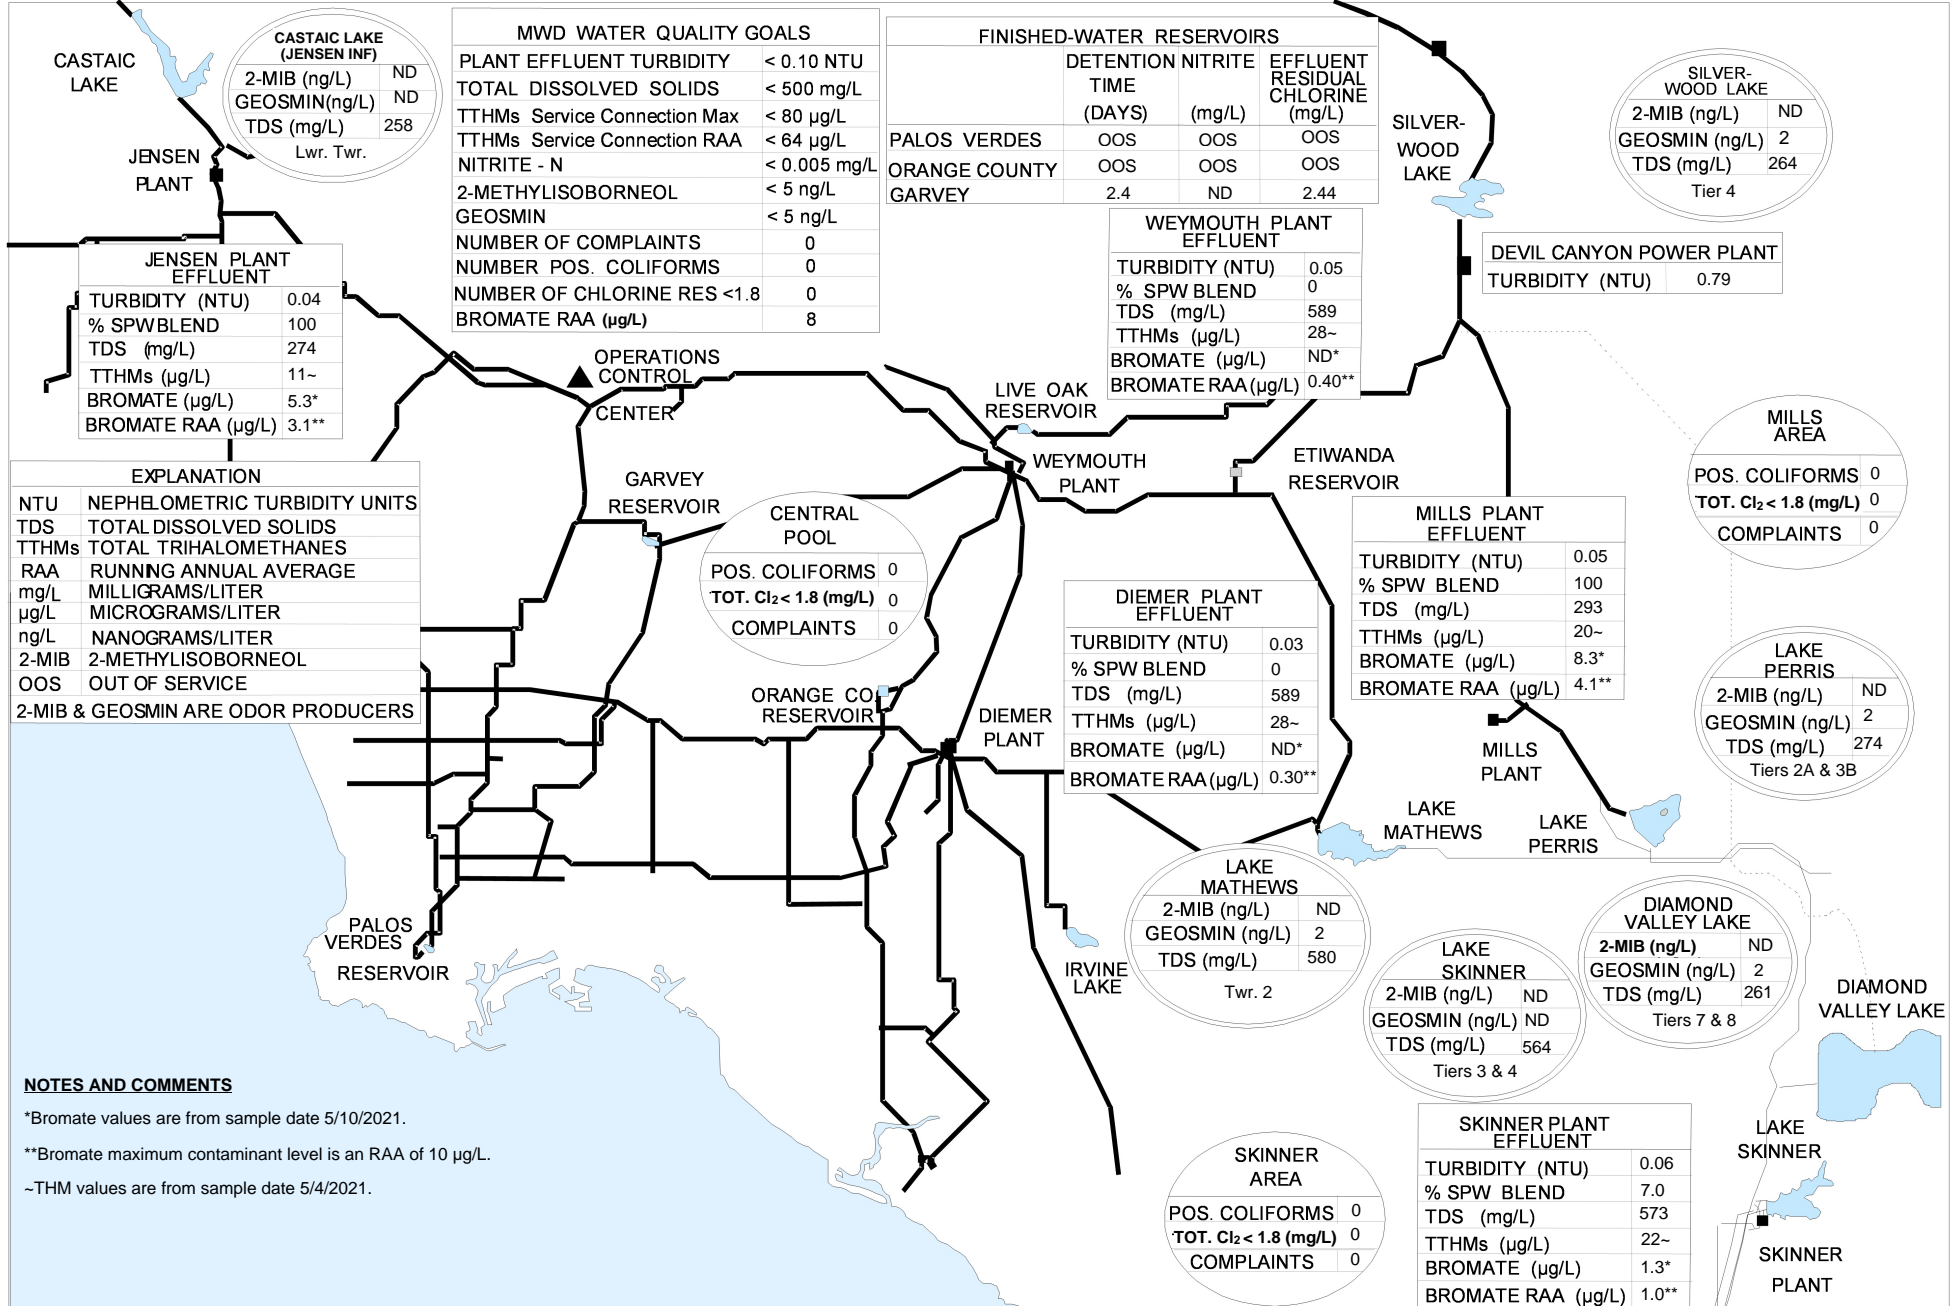 CASTAIC
LAKE
CASTAIC LAKE
(JENSEN INF)
2-MIB (ng/L) ND
GEOSMIN(ng/L) ND
TDS (mg/L) 258
Lwr. Twr.
JENSEN
PLANT
MWD WATER QUALITY GOALS
PLANT EFFLUENT TURBIDITY < 0.10 NTU
TOTAL DISSOLVED SOLIDS < 500 mg/L
TTHMs Service Connection Max < 80 µg/L
TTHMs Service Connection RAA < 64 µg/L
NITRITE - N < 0.005 mg/L
2-METHYLISOBORNEOL < 5 ng/L
GEOSMIN < 5 ng/L
NUMBER OF COMPLAINTS 0
NUMBER POS. COLIFORMS 0
NUMBER OF CHLORINE RES <1.8 0
BROMATE RAA (µg/L) 8
FINISHED-WATER RESERVOIRS
DETENTION TIME (DAYS) NITRITE (mg/L) EFFLUENT RESIDUAL CHLORINE (mg/L)
PALOS VERDES OOS OOS OOS
ORANGE COUNTY OOS OOS OOS
GARVEY 2.4 ND 2.44
SILVER-
WOOD
LAKE
SILVER-
WOOD LAKE
2-MIB (ng/L) ND
GEOSMIN (ng/L) 2
TDS (mg/L) 264
Tier 4
DEVIL CANYON POWER PLANT
TURBIDITY (NTU) 0.79
JENSEN PLANT
EFFLUENT
TURBIDITY (NTU) 0.04
% SPW BLEND 100
TDS (mg/L) 274
TTHMs (µg/L) 11~
BROMATE (µg/L) 5.3*
BROMATE RAA (µg/L) 3.1**
WEYMOUTH PLANT
EFFLUENT
TURBIDITY (NTU) 0.05
% SPW BLEND 0
TDS (mg/L) 589
TTHMs (µg/L) 28~
BROMATE (µg/L) ND*
BROMATE RAA (µg/L) 0.40**
OPERATIONS
CONTROL
CENTER
LIVE OAK
RESERVOIR
WEYMOUTH
PLANT
ETIWANDA
RESERVOIR
GARVEY
RESERVOIR
MILLS
AREA
POS. COLIFORMS 0
TOT. Cl2 < 1.8 (mg/L) 0
COMPLAINTS 0
EXPLANATION
NTU NEPHELOMETRIC TURBIDITY UNITS
TDS TOTAL DISSOLVED SOLIDS
TTHMs TOTAL TRIHALOMETHANES
RAA RUNNING ANNUAL AVERAGE
mg/L MILLIGRAMS/LITER
µg/L MICROGRAMS/LITER
ng/L NANOGRAMS/LITER
2-MIB 2-METHYLISOBORNEOL
OOS OUT OF SERVICE
2-MIB & GEOSMIN ARE ODOR PRODUCERS
CENTRAL
POOL
POS. COLIFORMS 0
TOT. Cl2 < 1.8 (mg/L) 0
COMPLAINTS 0
MILLS PLANT
EFFLUENT
TURBIDITY (NTU) 0.05
% SPW BLEND 100
TDS (mg/L) 293
TTHMs (µg/L) 20~
BROMATE (µg/L) 8.3*
BROMATE RAA (µg/L) 4.1**
DIEMER PLANT
EFFLUENT
TURBIDITY (NTU) 0.03
% SPW BLEND 0
TDS (mg/L) 589
TTHMs (µg/L) 28~
BROMATE (µg/L) ND*
BROMATE RAA (µg/L) 0.30**
LAKE
PERRIS
2-MIB (ng/L) ND
GEOSMIN (ng/L) 2
TDS (mg/L) 274
Tiers 2A & 3B
ORANGE CO
RESERVOIR
DIEMER
PLANT
MILLS
PLANT
LAKE
MATHEWS
LAKE
PERRIS
LAKE
MATHEWS
2-MIB (ng/L) ND
GEOSMIN (ng/L) 2
TDS (mg/L) 580
Twr. 2
DIAMOND
VALLEY LAKE
2-MIB (ng/L) ND
GEOSMIN (ng/L) 2
TDS (mg/L) 261
Tiers 7 & 8
PALOS
VERDES
RESERVOIR
IRVINE
LAKE
LAKE
SKINNER
2-MIB (ng/L) ND
GEOSMIN (ng/L) ND
TDS (mg/L) 564
Tiers 3 & 4
DIAMOND
VALLEY LAKE
NOTES AND COMMENTS
*Bromate values are from sample date 5/10/2021.
**Bromate maximum contaminant level is an RAA of 10 µg/L.
~THM values are from sample date 5/4/2021.
SKINNER
AREA
POS. COLIFORMS 0
TOT. Cl2 < 1.8 (mg/L) 0
COMPLAINTS 0
SKINNER PLANT
EFFLUENT
TURBIDITY (NTU) 0.06
% SPW BLEND 7.0
TDS (mg/L) 573
TTHMs (µg/L) 22~
BROMATE (µg/L) 1.3*
BROMATE RAA (µg/L) 1.0**
LAKE
SKINNER
SKINNER
PLANT